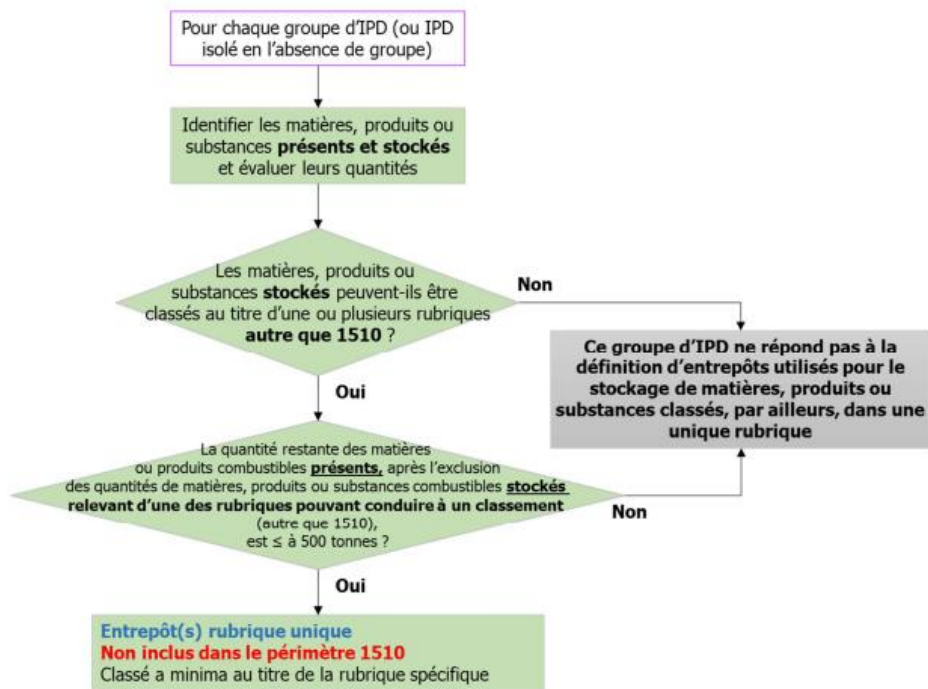 Pour chaque groupe d'IPD (ou IPD
isolé en l'absence de groupe)
Identifier les matières, produits ou
substances présents et stockés
et évaluer leurs quantités
Les matières, produits ou
substances stockés peuvent-ils être
classés au titre d'une ou plusieurs rubriques
autre que 1510 ?
Non
Ce groupe d'IPD ne répond pas à la
définition d'entrepôts utilisés pour le
stockage de matières, produits ou
substances classés, par ailleurs, dans une
unique rubrique
Oui
La quantité restante des matières
ou produits combustibles présents, après l'exclusion
des quantités de matières, produits ou substances combustibles stockés
relevant d'une des rubriques pouvant conduire à un classement
(autre que 1510),
est ≤ à 500 tonnes ?
Non
Oui
Entrepôt(s) rubrique unique
Non inclus dans le périmètre 1510
Classé a minima au titre de la rubrique spécifique